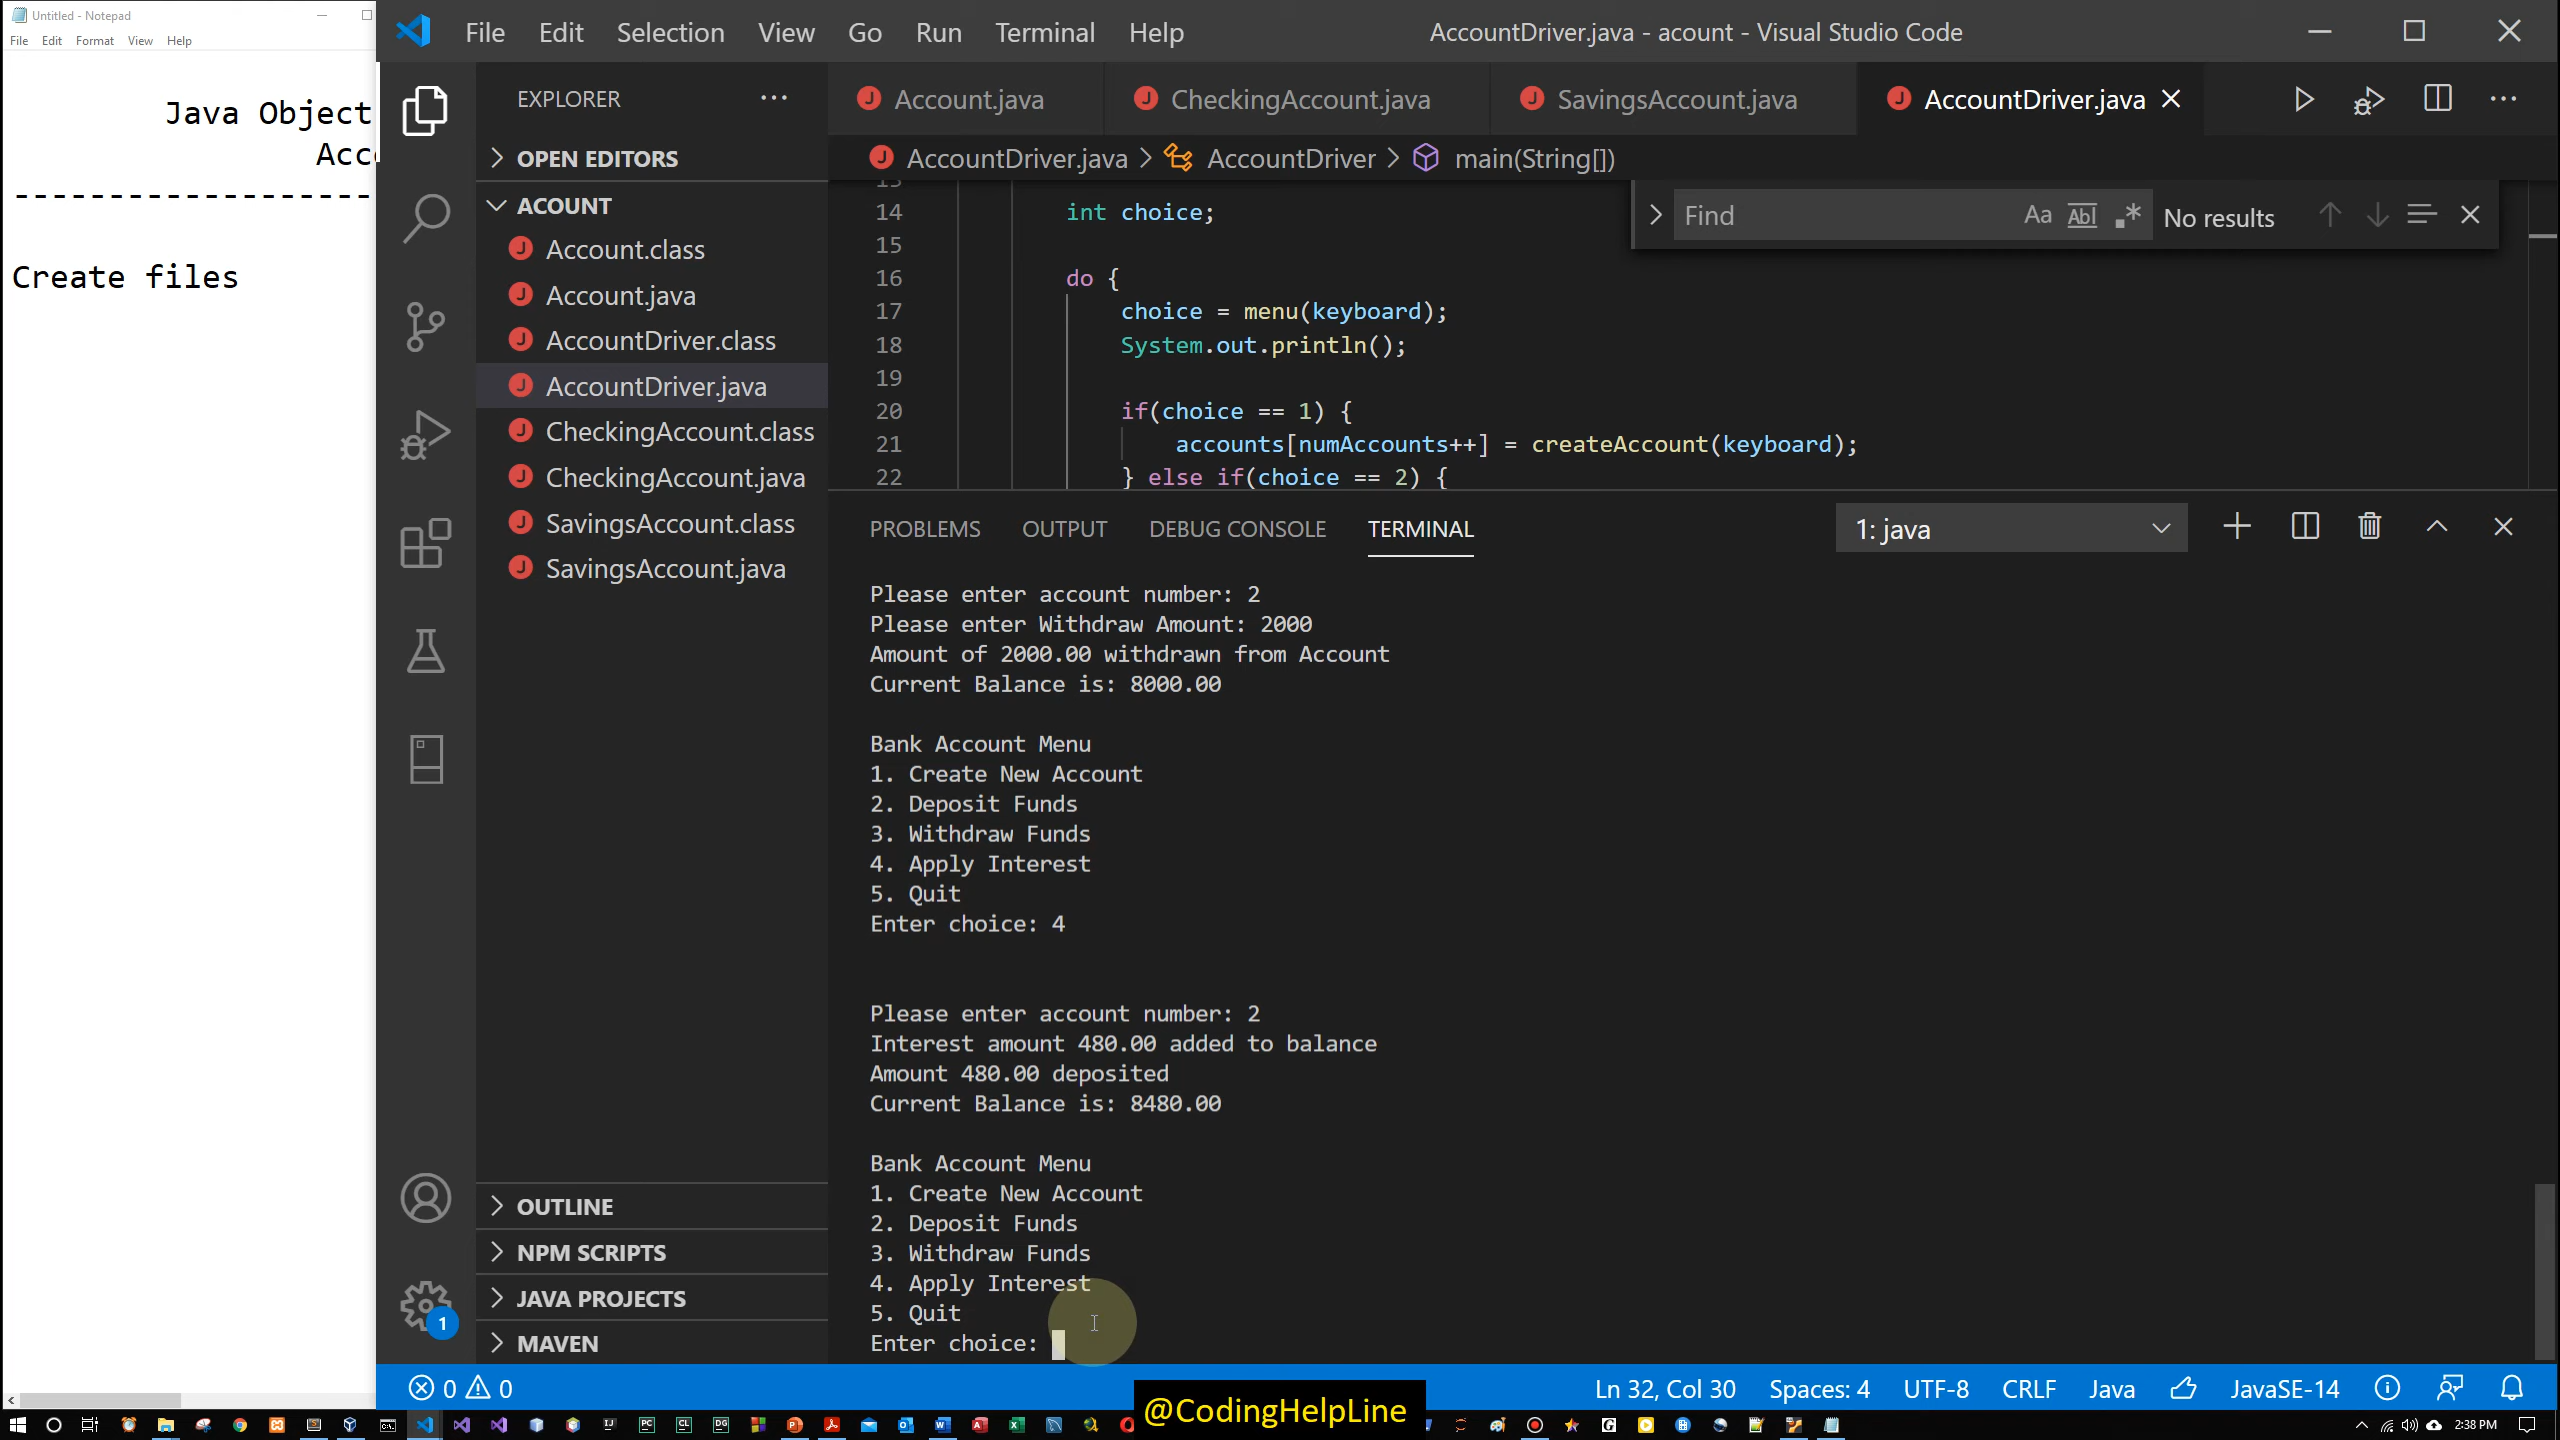 Untitled - Notepad
File Edit Format View Help
Java Object
Acc
-------------------
Create files
File Edit Selection View Go Run Terminal Help
AccountDriver.java - acount - Visual Studio Code
EXPLORER
OPEN EDITORS
ACOUNT
Account.class
Account.java
AccountDriver.class
AccountDriver.java
CheckingAccount.class
CheckingAccount.java
SavingsAccount.class
SavingsAccount.java
OUTLINE
NPM SCRIPTS
JAVA PROJECTS
MAVEN
1
Account.java CheckingAccount.java SavingsAccount.java AccountDriver.java
AccountDriver.java > AccountDriver > main(String[])
Find Aa Abl .* No results
14 int choice;
15
16 do {
17 choice = menu(keyboard);
18 System.out.println();
19
20 if(choice == 1) {
21 accounts[numAccounts++] = createAccount(keyboard);
22 } else if(choice == 2) {
PROBLEMS OUTPUT DEBUG CONSOLE TERMINAL 1: java
Please enter account number: 2
Please enter Withdraw Amount: 2000
Amount of 2000.00 withdrawn from Account
Current Balance is: 8000.00
Bank Account Menu
1. Create New Account
2. Deposit Funds
3. Withdraw Funds
4. Apply Interest
5. Quit
Enter choice: 4
Please enter account number: 2
Interest amount 480.00 added to balance
Amount 480.00 deposited
Current Balance is: 8480.00
Bank Account Menu
1. Create New Account
2. Deposit Funds
3. Withdraw Funds
4. Apply Interest
5. Quit
Enter choice:
0 0 Ln 32, Col 30 Spaces: 4 UTF-8 CRLF Java JavaSE-14
@CodingHelpLine
2:38 PM